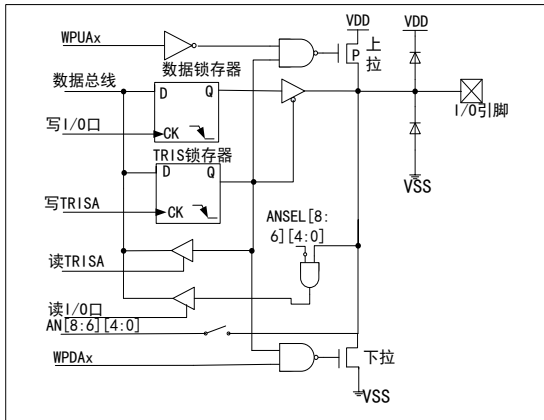 VDD
VDD
WPUAx
上
拉
P
数据总线
数据锁存器
D
Q
I/O引脚
写I/O口
CK
TRIS锁存器
D
Q
VSS
写TRISA
CK
ANSEL[8:
6][4:0]
读TRISA
读I/O口
AN[8:6][4:0]
WPDAx
下拉
VSS